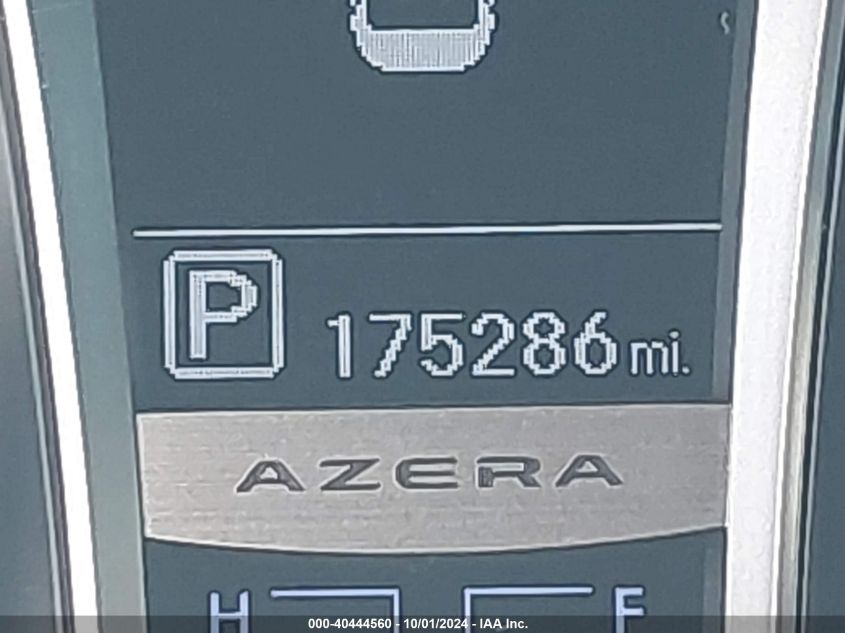 P 175286 mi.
AZERA
H F
000-40444560 - 10/01/2024 - IAA Inc.